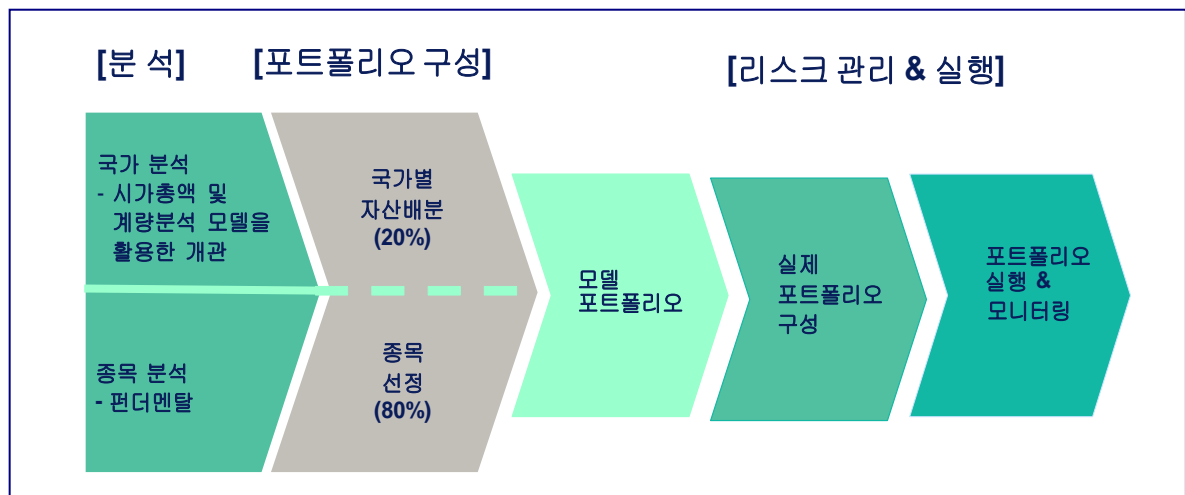 [분 석]
[포트폴리오 구성]
[리스크 관리 & 실행]
국가 분석
- 시가총액 및
계량분석 모델을
활용한 개관
종목 분석
- 펀더멘탈
국가별
자산배분
(20%)
종목
선정
(80%)
모델
포트폴리오
실제
포트폴리오
구성
포트폴리오
실행 &
모니터링